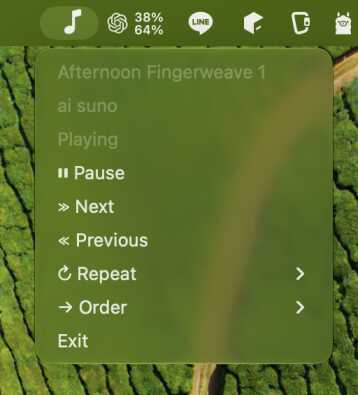 38%
64%
LINE
Afternoon Fingerweave 1
ai suno
Playing
Pause
Next
Previous
Repeat
Order
Exit